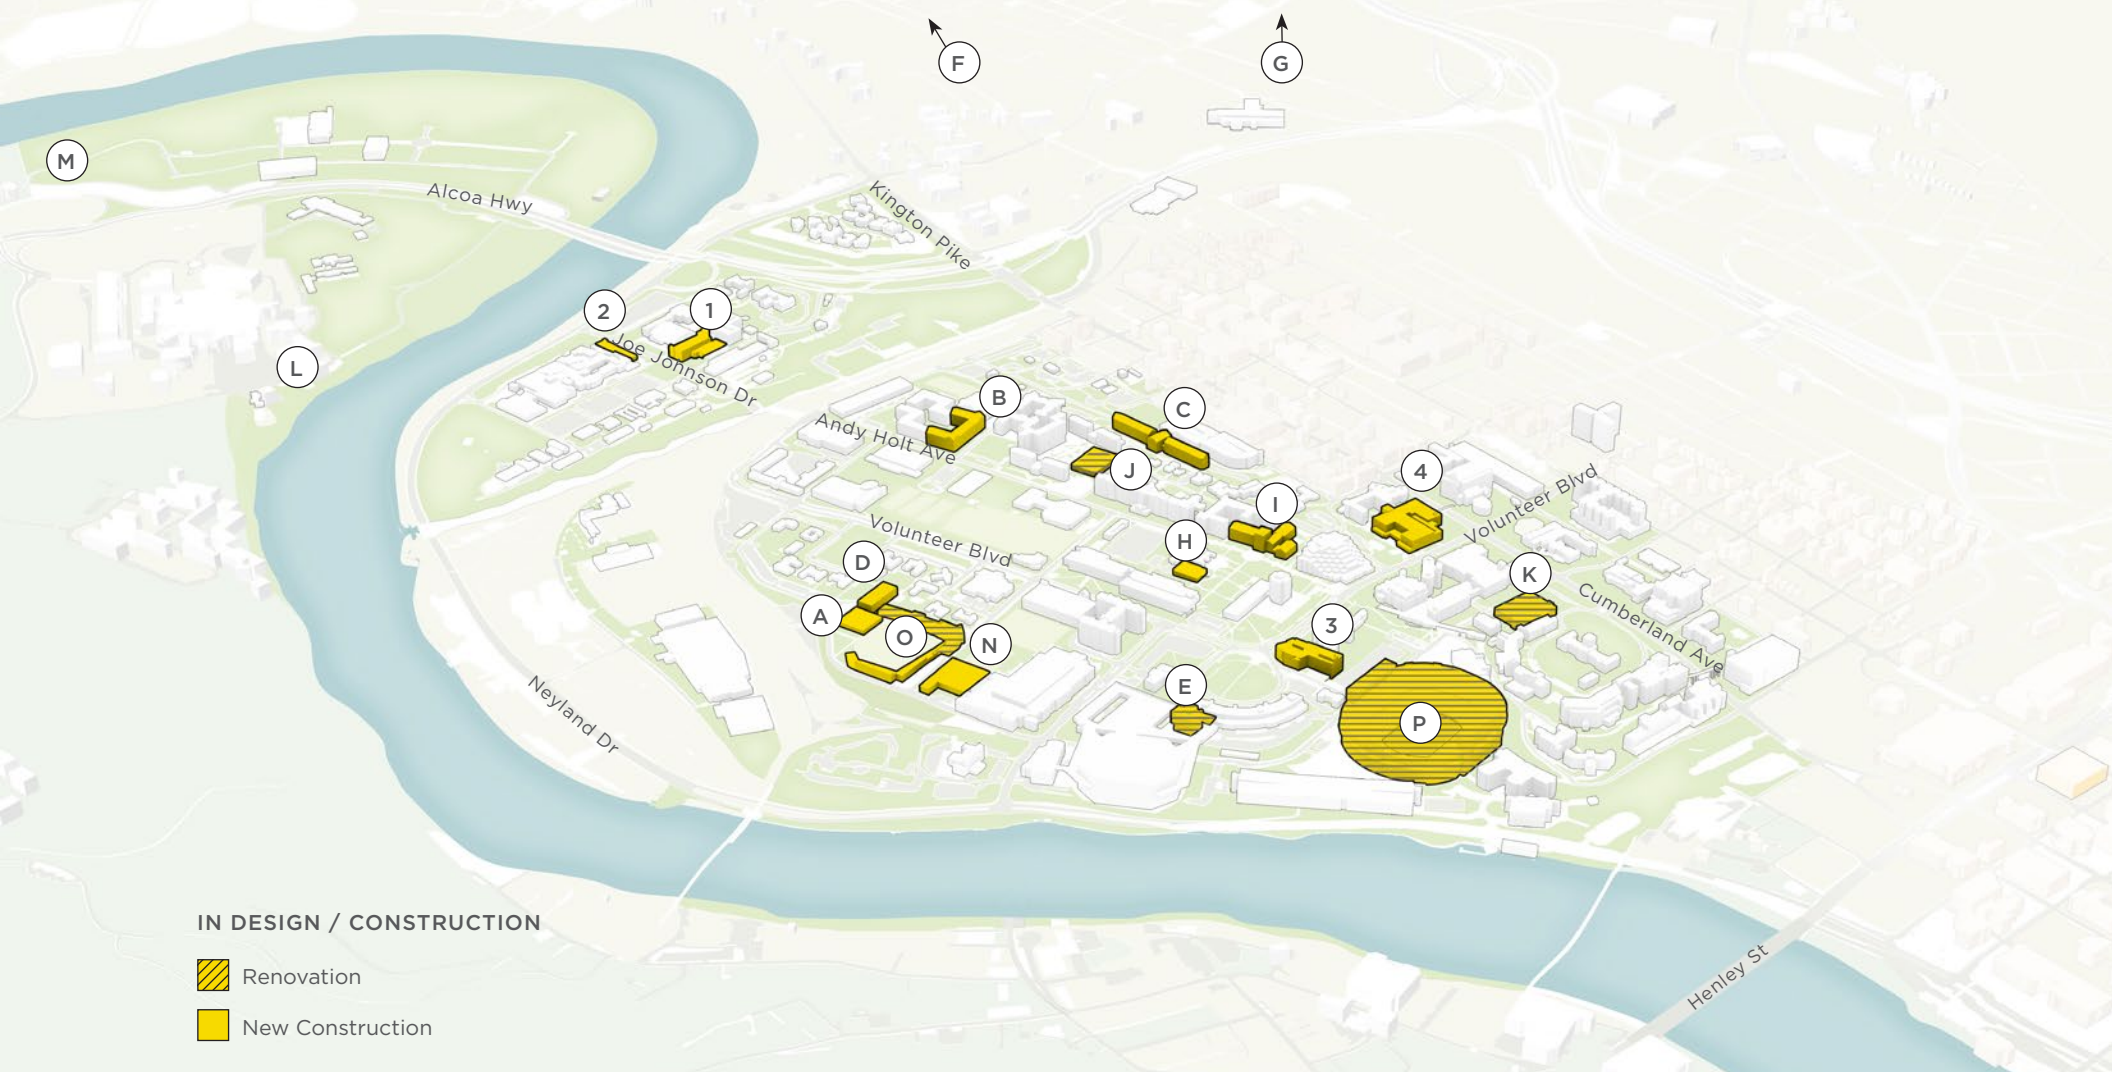 F
G
M
Alcoa Hwy
Kington Pike
2
1
Joe Johnson Dr
L
B
C
Andy Holt Ave
J
4
Volunteer Blvd
I
Volunteer Blvd
H
D
K
Cumberland Ave
A
O
N
3
E
P
Neyland Dr
Henley St
IN DESIGN / CONSTRUCTION
Renovation
New Construction